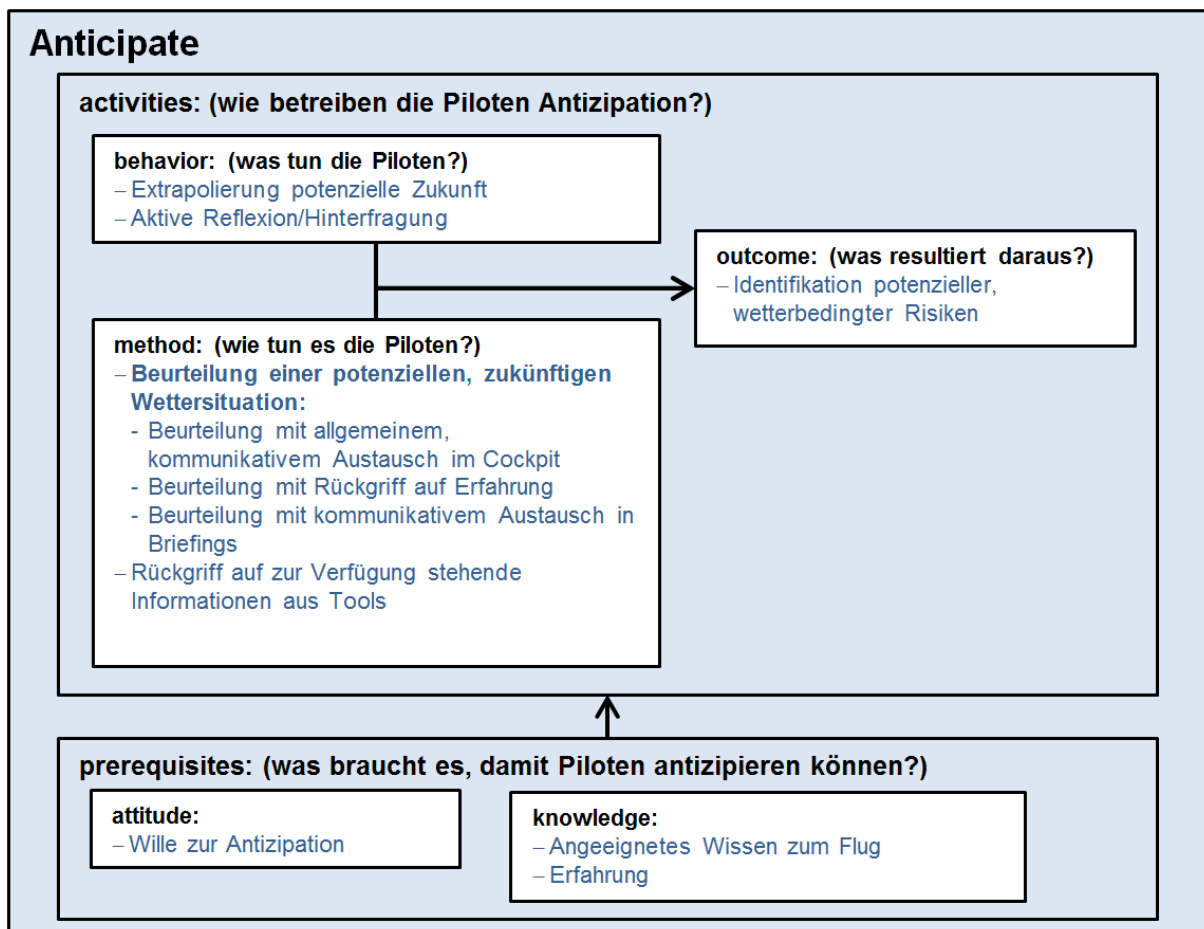 Anticipate
activities: (wie betreiben die Piloten Antizipation?)
behavior: (was tun die Piloten?)
– Extrapolierung potenzielle Zukunft
– Aktive Reflexion/Hinterfragung
outcome: (was resultiert daraus?)
– Identifikation potenzieller,
wetterbedingter Risiken
method: (wie tun es die Piloten?)
– Beurteilung einer potenziellen, zukünftigen
Wettersituation:
- Beurteilung mit allgemeinem,
kommunikativem Austausch im Cockpit
- Beurteilung mit Rückgriff auf Erfahrung
- Beurteilung mit kommunikativem Austausch in
Briefings
– Rückgriff auf zur Verfügung stehende
Informationen aus Tools
prerequisites: (was braucht es, damit Piloten antizipieren können?)
attitude:
– Wille zur Antizipation
knowledge:
– Angeeignetes Wissen zum Flug
– Erfahrung